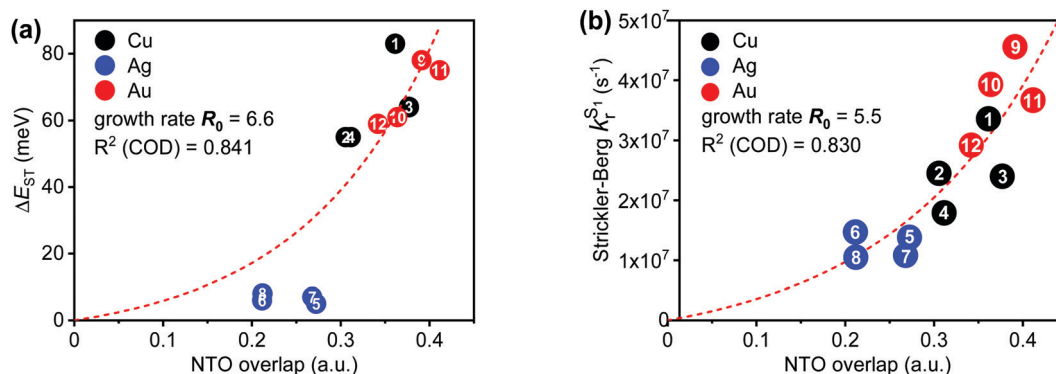 (a)
Cu
Ag
Au
growth rate R₀ = 6.6
R² (COD) = 0.841
80
60
40
20
0
ΔE_ST (meV)
1
9
11
3
10
12
2
4
8
6
7
5
0
0.1
0.2
0.3
0.4
NTO overlap (a.u.)
(b)
Cu
Ag
Au
growth rate R₀ = 5.5
R² (COD) = 0.830
5x10⁷
4x10⁷
3x10⁷
2x10⁷
1x10⁷
0
Strickler-Berg k_r^S₁ (s⁻¹)
9
10
11
1
12
2
3
4
6
5
8
7
0
0.1
0.2
0.3
0.4
NTO overlap (a.u.)